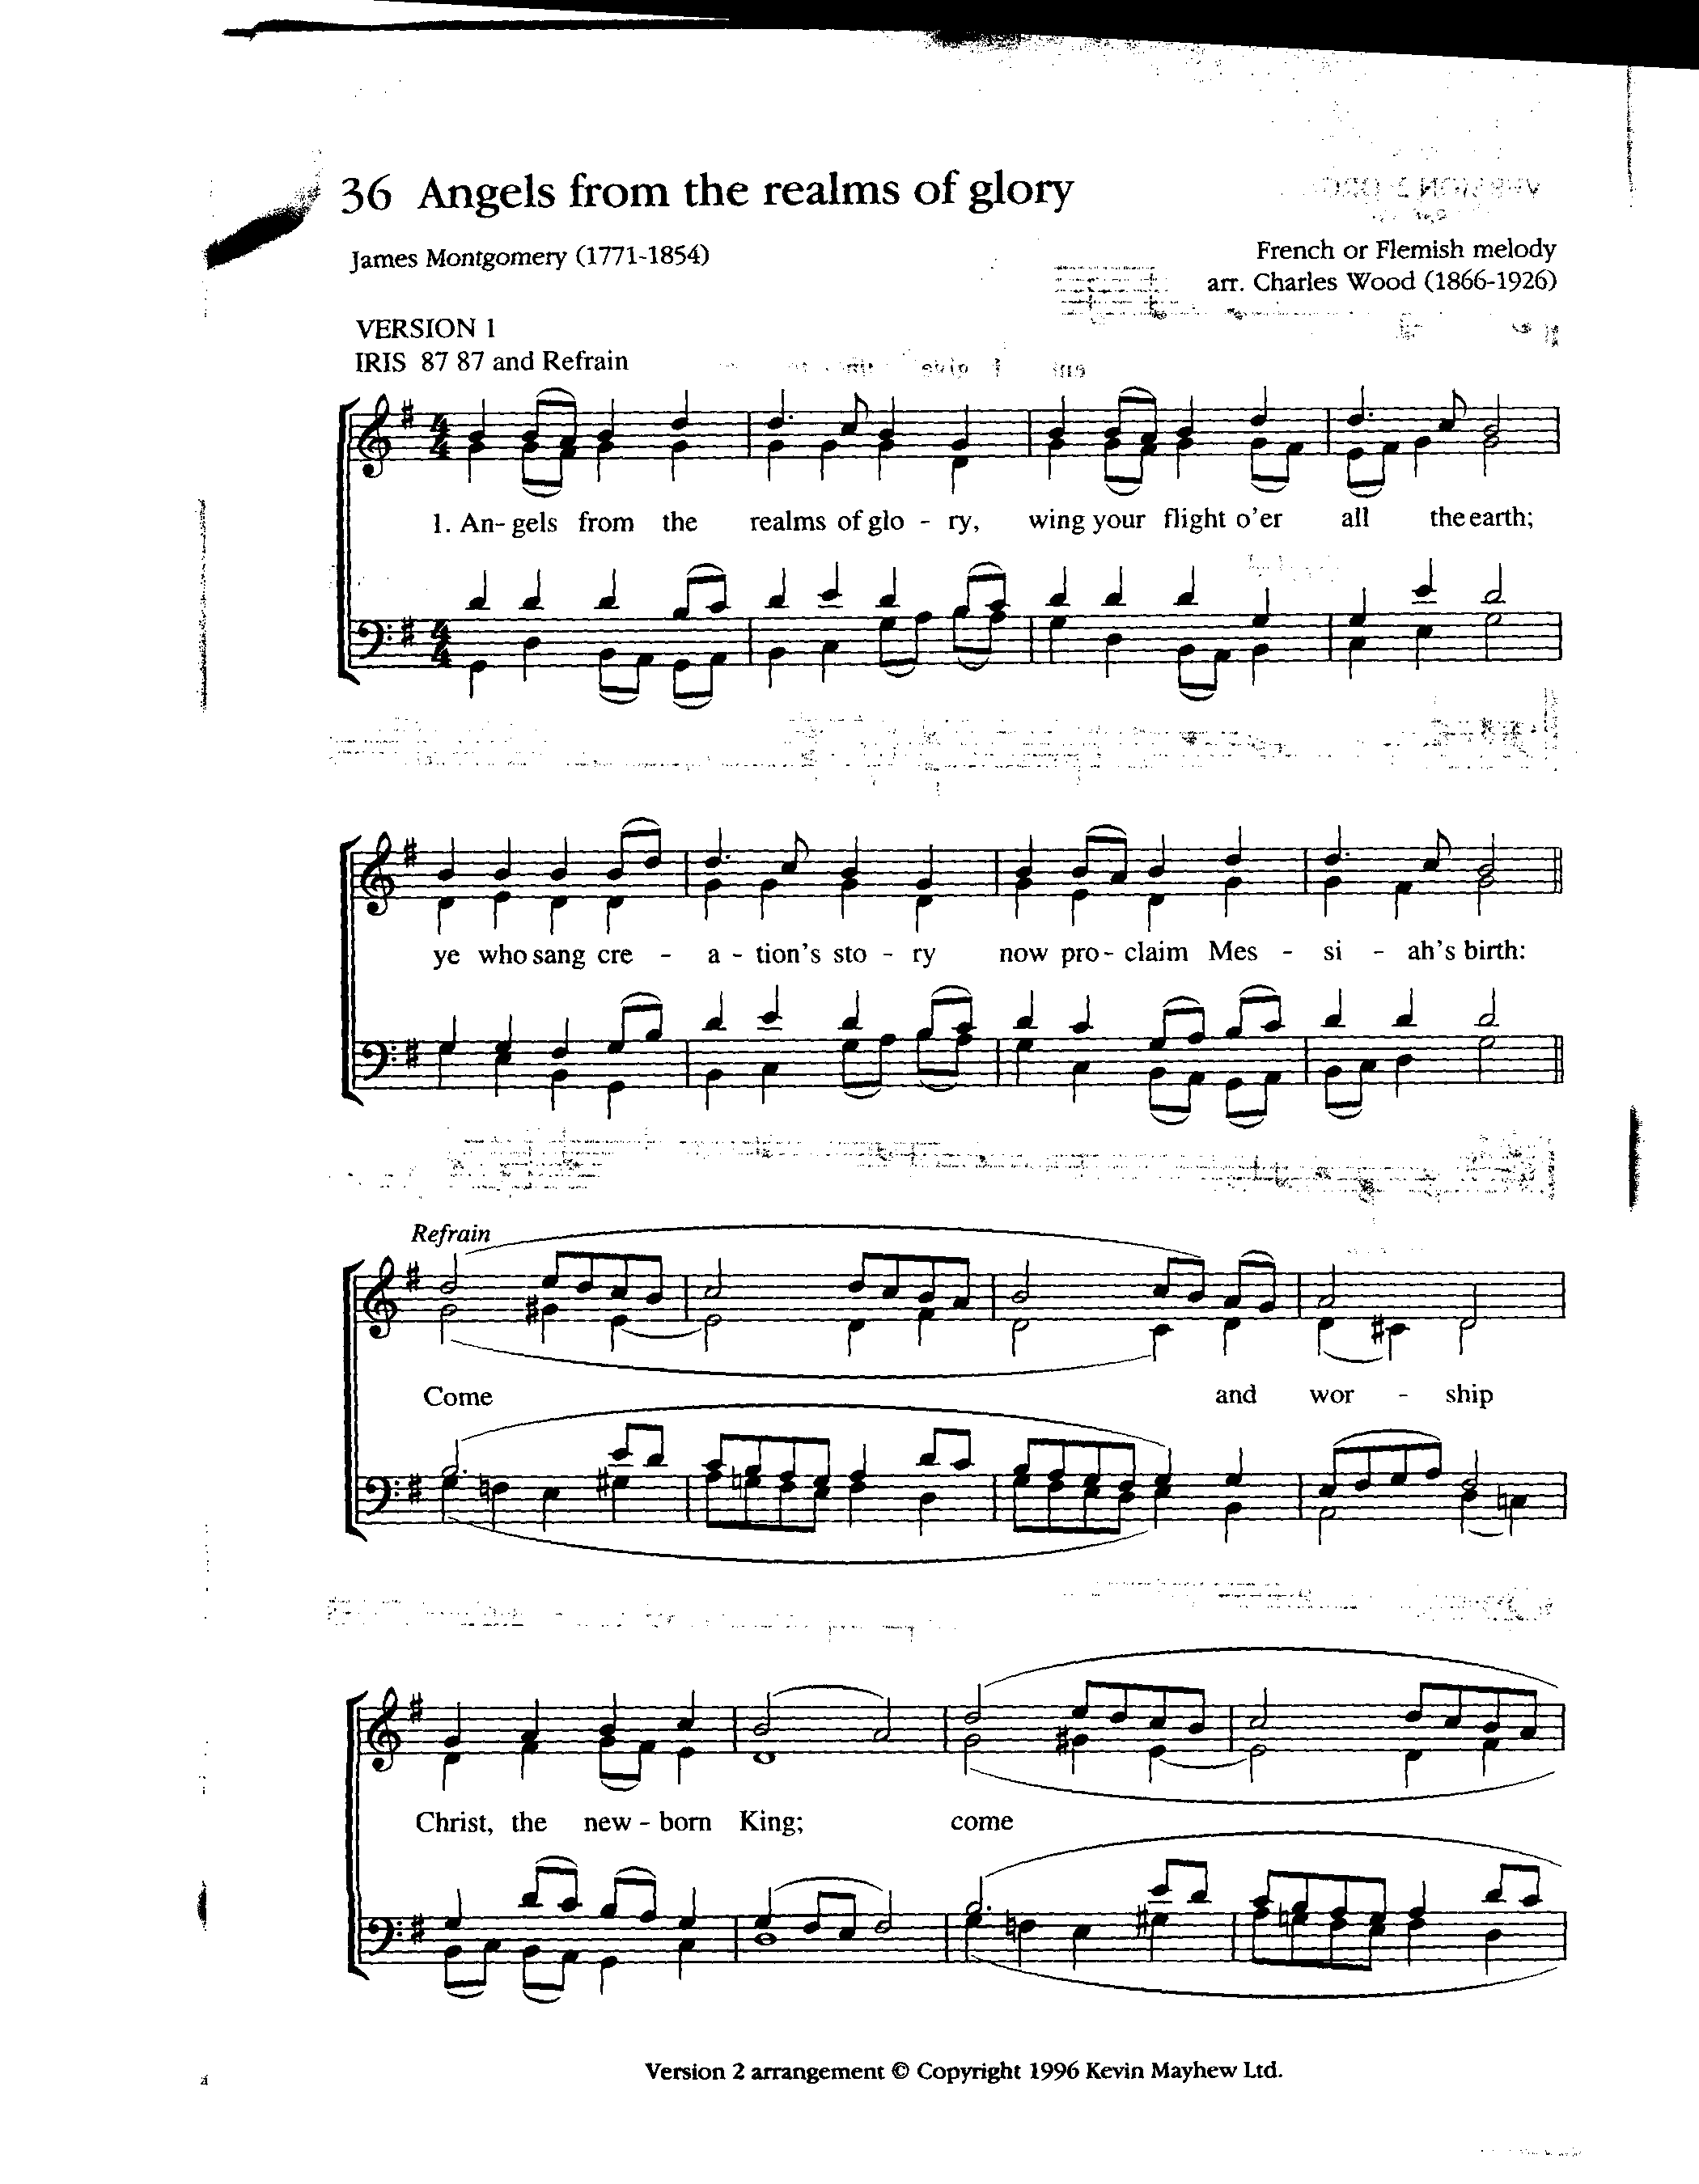 36 Angels from the realms of glory
James Montgomery (1771-1854)
French or Flemish melody
arr. Charles Wood (1866-1926)
VERSION 1
IRIS 87 87 and Refrain
1. An- gels from the realms of glo - ry, wing your flight o'er all the earth;
ye who sang cre - a - tion's sto - ry now pro - claim Mes - si - ah's birth:
Refrain
Come and wor - ship
Christ, the new - born King; come
Version 2 arrangement © Copyright 1996 Kevin Mayhew Ltd.